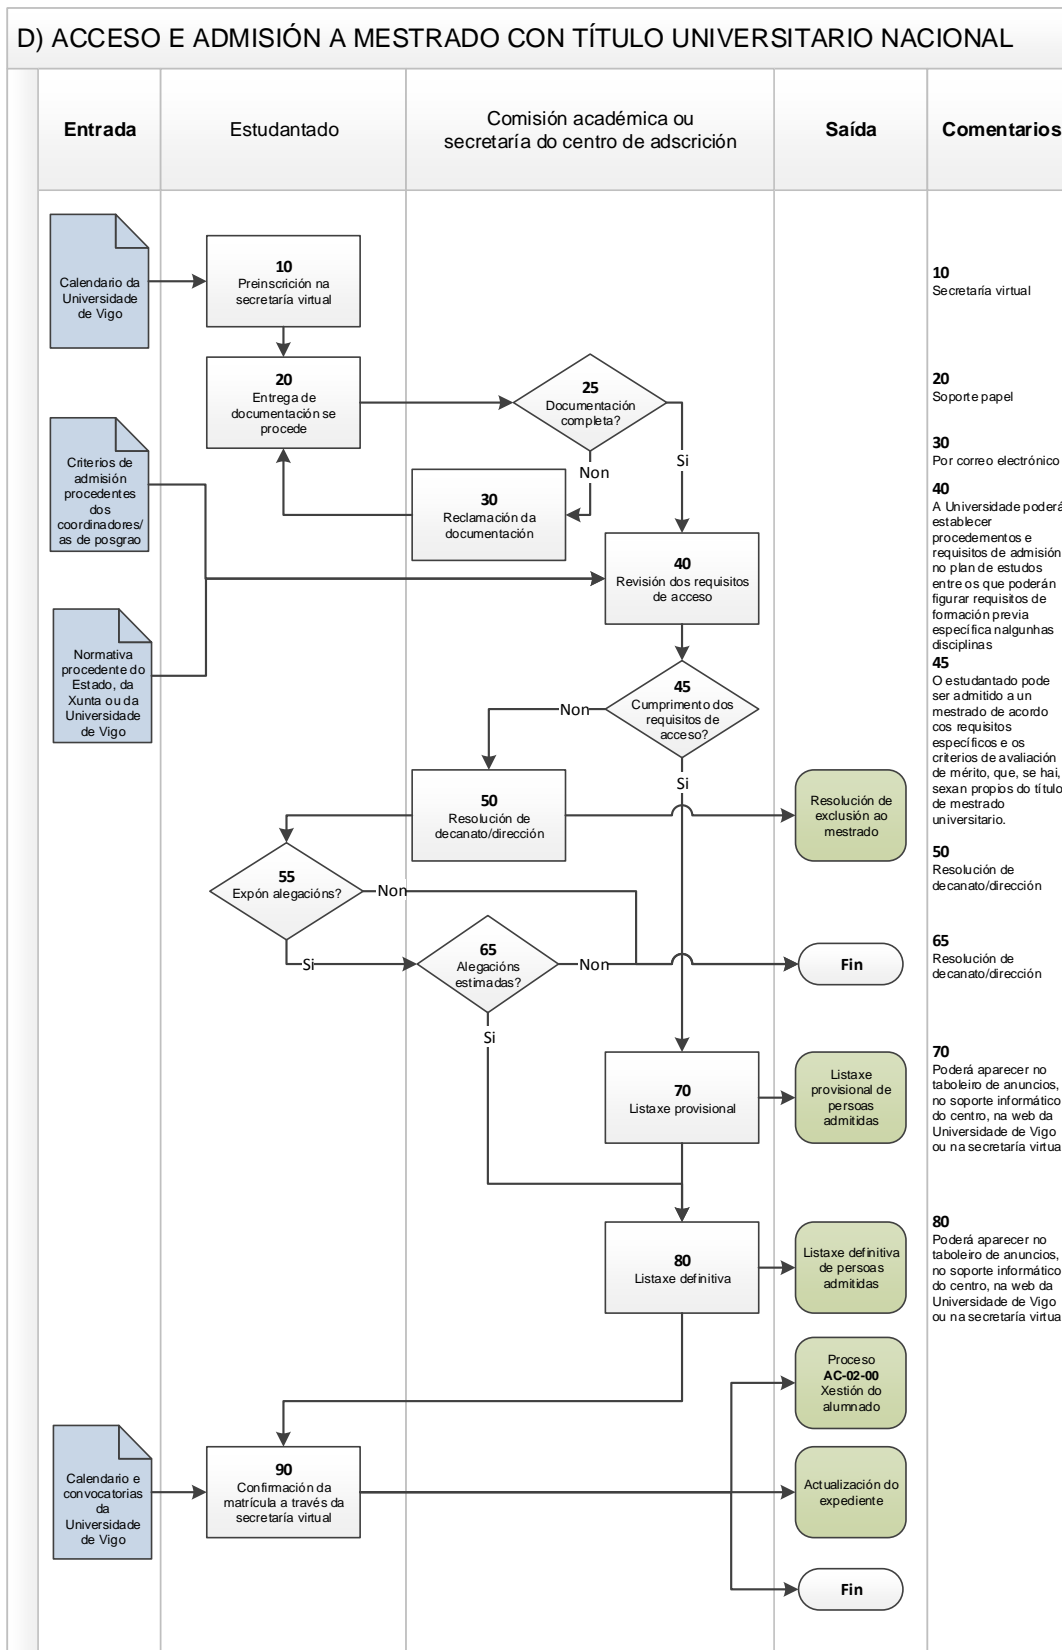 D) ACCESO E ADMISIÓN A MESTRADO CON TÍTULO UNIVERSITARIO NACIONAL
Entrada
Estudantado
Comisión académica ou
secretaría do centro de adscrición
Saída
Comentarios
Calendario da
Universidade
de Vigo
10
Preinscrición na
secretaría virtual
10
Secretaría virtual
20
Entrega de
documentación se
procede
25
Documentación
completa?
20
Soporte papel
Criterios de
admisión
procedentes
dos
coordinadores/
as de posgrao
Non
Si
30
Reclamación da
documentación
30
Por correo electrónico
40
Revisión dos requisitos
de acceso
40
A Universidade poderá
establecer
procedementos e
requisitos de admisión
no plan de estudos
entre os que poderán
figurar requisitos de
formación previa
específica nalgunhas
disciplinas
Normativa
procedente do
Estado, da
Xunta ou da
Universidade
de Vigo
45
Cumprimento dos
requisitos de
acceso?
Non
Si
45
O estudantado pode
ser admitido a un
mestrado de acordo
cos requisitos
específicos e os
criterios de avaliación
de mérito, que, se hai,
sexan propios do título
de mestrado
universitario.
50
Resolución de
decanato/dirección
Resolución de
exclusión ao
mestrado
50
Resolución de
decanato/dirección
55
Expón alegacións?
Non
Si
65
Alegacións
estimadas?
Non
Si
Fin
65
Resolución de
decanato/dirección
70
Listaxe provisional
Listaxe
provisional de
persoas
admitidas
70
Poderá aparecer no
taboleiro de anuncios,
no soporte informático
do centro, na web da
Universidade de Vigo
ou na secretaría virtua
80
Listaxe definitiva
Listaxe definitiva
de persoas
admitidas
80
Poderá aparecer no
taboleiro de anuncios,
no soporte informático
do centro, na web da
Universidade de Vigo
ou na secretaría virtua
Proceso
AC-02-00
Xestión do
alumnado
Calendario e
convocatorias
da
Universidade
de Vigo
90
Confirmación da
matrícula a través da
secretaría virtual
Actualización do
expediente
Fin